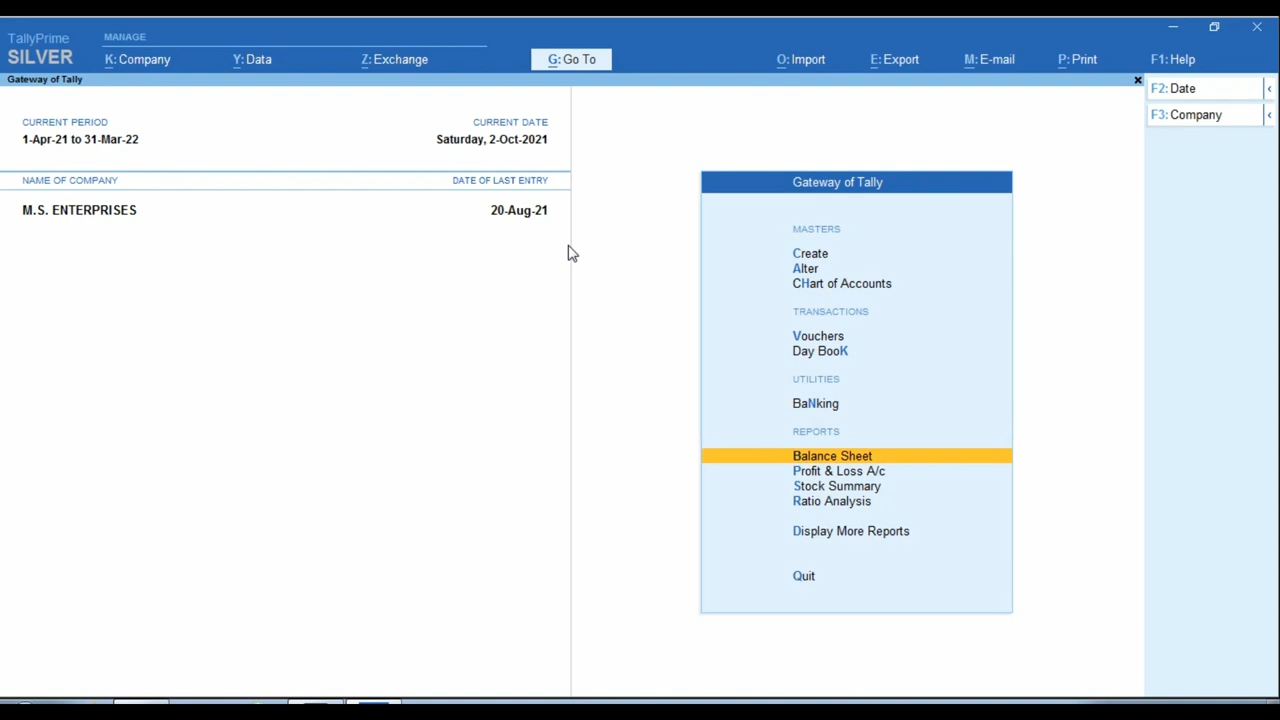 TallyPrime
SILVER
MANAGE
K: Company
Y: Data
Z: Exchange
G: Go To
O: Import
E: Export
M: E-mail
P: Print
F1: Help
Gateway of Tally
F2: Date
F3: Company
CURRENT PERIOD
CURRENT DATE
1-Apr-21 to 31-Mar-22
Saturday, 2-Oct-2021
NAME OF COMPANY
DATE OF LAST ENTRY
M.S. ENTERPRISES
20-Aug-21
Gateway of Tally
MASTERS
Create
Alter
CHart of Accounts
TRANSACTIONS
Vouchers
Day BooK
UTILITIES
BaNking
REPORTS
Balance Sheet
Profit & Loss A/c
Stock Summary
Ratio Analysis
Display More Reports
Quit